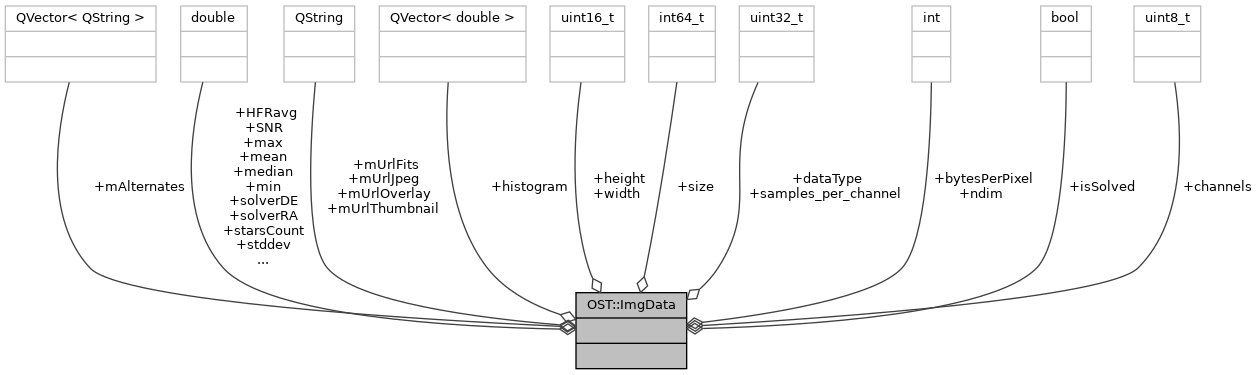 QVector< QString >
double
QString
QVector< double >
uint16_t
int64_t
uint32_t
int
bool
uint8_t
+mAlternates
+HFRavg
+SNR
+max
+mean
+median
+min
+solverDE
+solverRA
+starsCount
+stddev
...
+mUrlFits
+mUrlJpeg
+mUrlOverlay
+mUrlThumbnail
+histogram
+height
+width
+size
+dataType
+samples_per_channel
+bytesPerPixel
+ndim
+isSolved
+channels
OST::ImgData